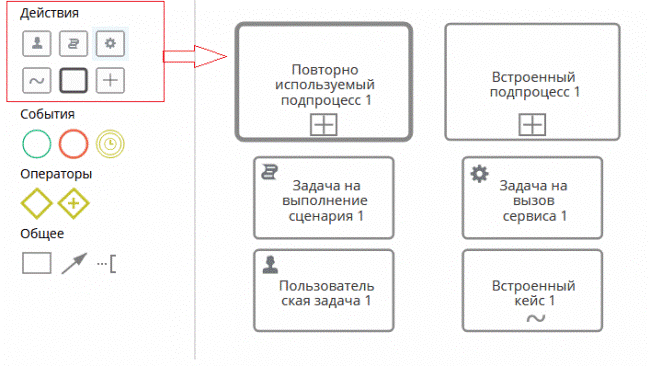 Действия
События
Операторы
Общее
Повторно
используемый
подпроцесс 1
Встроенный
подпроцесс 1
Задача на
выполнение
сценария 1
Задача на
вызов
сервиса 1
Пользователь
ская задача 1
Встроенный
кейс 1